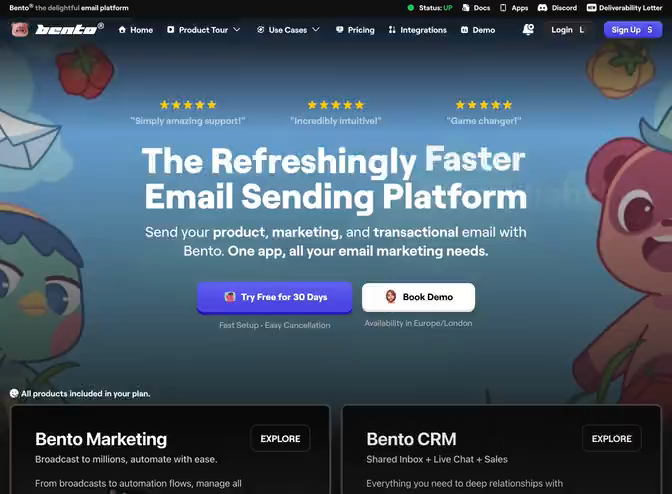 Bento® the delightful email platform
Status: UP
Docs
Apps
Discord
Deliverability Letter
bento®
Home
Product Tour
Use Cases
Pricing
Integrations
Demo
Login L
Sign Up S
"Simply amazing support!"
"Incredibly intuitive!"
"Game changer!"
The Refreshingly Faster
Email Sending Platform
Send your product, marketing, and transactional email with
Bento. One app, all your email marketing needs.
Try Free for 30 Days
Book Demo
Fast Setup - Easy Cancellation
Availability in Europe/London
All products included in your plan.
Bento Marketing
EXPLORE
Broadcast to millions, automate with ease.
From broadcasts to automation flows, manage all
Bento CRM
EXPLORE
Shared Inbox + Live Chat + Sales
Everything you need to deep relationships with